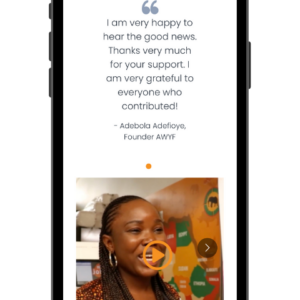 “
I am very happy to
hear the good news.
Thanks very much
for your support. I
am very grateful to
everyone who
contributed!
- Adebola Adefioye,
Founder AWYF